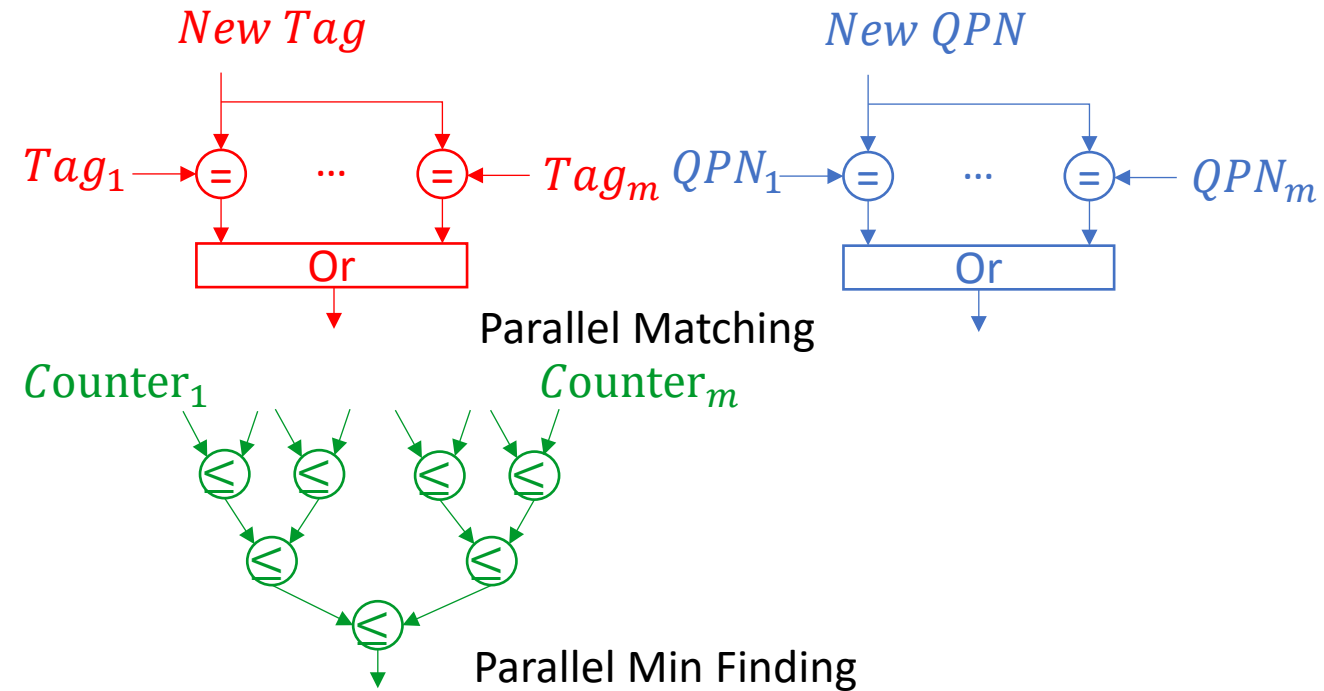 New Tag
New QPN
Tag₁ = ... = Tagₘ
QPN₁ = ... = QPNₘ
Or
Or
Parallel Matching
Counter₁
Counterₘ
≤ ≤ ≤ ≤
≤ ≤
≤
Parallel Min Finding